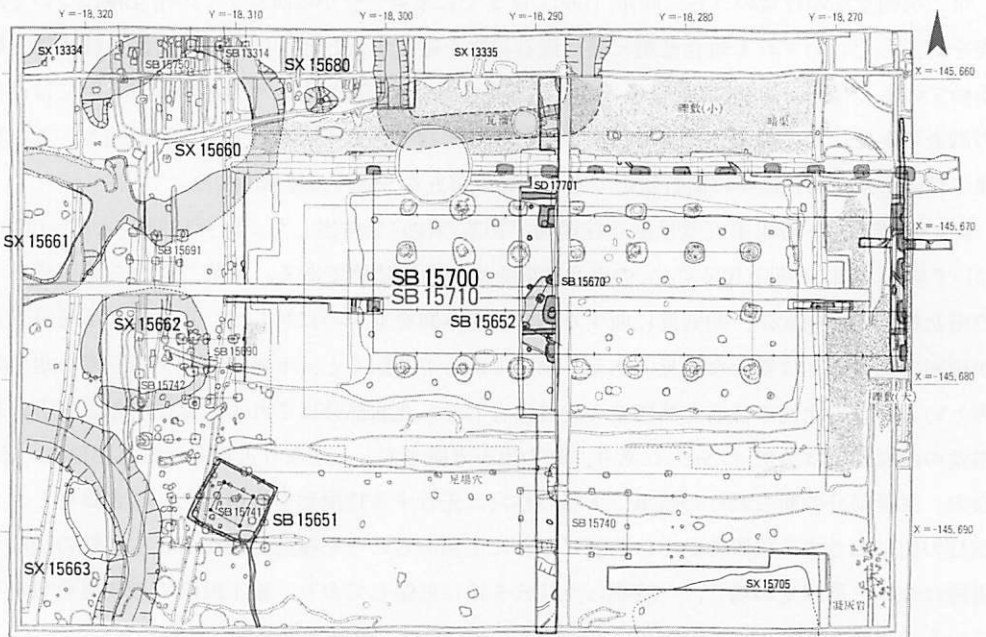 Y = -18,320
Y = -18,310
Y = -18,300
Y = -18,290
Y = -18,280
Y = -18,270
SX 13334
SB 13314
SB 15750
SX 15680
SX 13335
X = -145,660
瓦溜
礫敷(小)
暗渠
SX 15660
SD 17701
SX 15661
SB 15691
X = -145,670
SB 15700
SB 15710
SB 15670
SX 15662
SB 15652
SB 15690
SB 15742
X = -145,680
礫敷(大)
足場穴
SB 15741
SB 15651
SB 15740
X = -145,690
SX 15663
SX 15705
凝灰岩